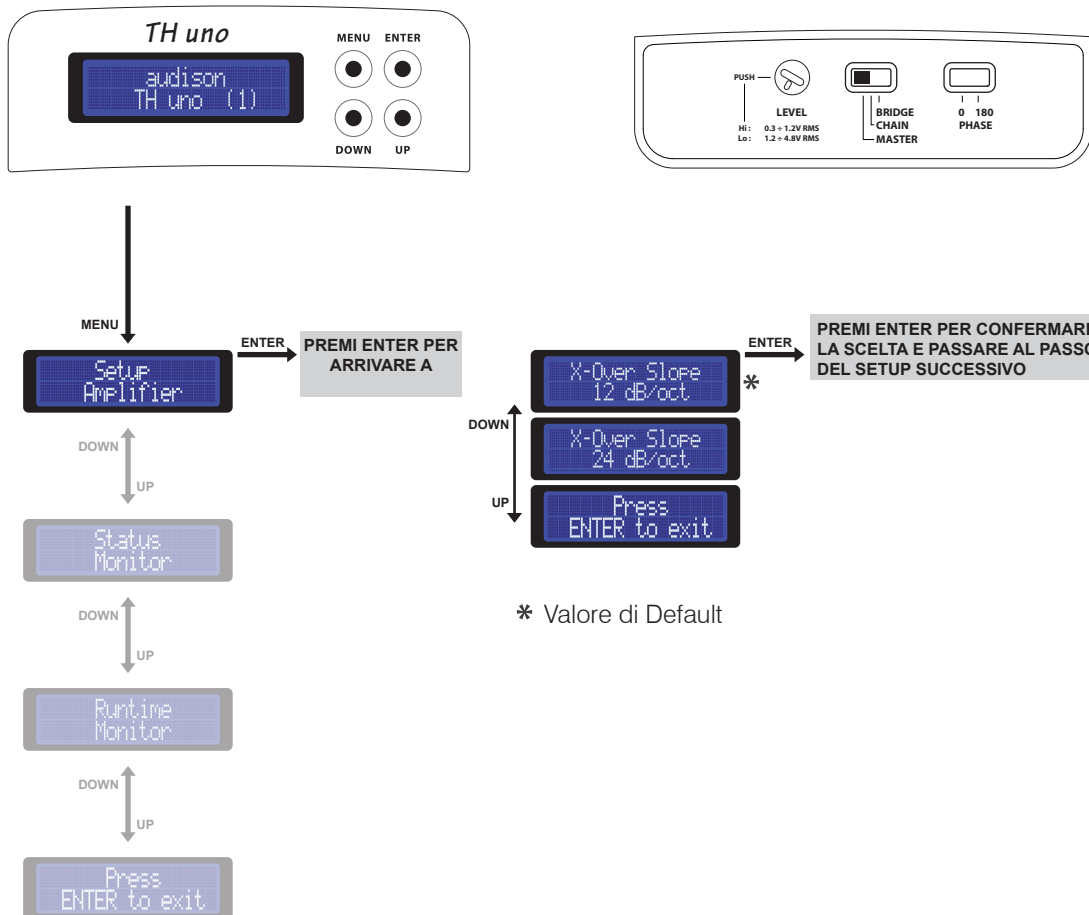 TH uno
audison
TH uno (1)
MENU ENTER
DOWN UP
PUSH
LEVEL
Hi : 0.3 ÷ 1.2V RMS
Lo : 1.2 ÷ 4.8V RMS
BRIDGE
CHAIN
MASTER
0 180
PHASE
MENU
Setup
Amplifier
ENTER
PREMI ENTER PER
ARRIVARE A
DOWN
UP
Status
Monitor
DOWN
UP
Runtime
Monitor
DOWN
UP
Press
ENTER to exit
X-Over Slope
12 dB/oct
*
ENTER
PREMI ENTER PER CONFERMARE
LA SCELTA E PASSARE AL PASSO
DEL SETUP SUCCESSIVO
DOWN
X-Over Slope
24 dB/oct
UP
Press
ENTER to exit
* Valore di Default